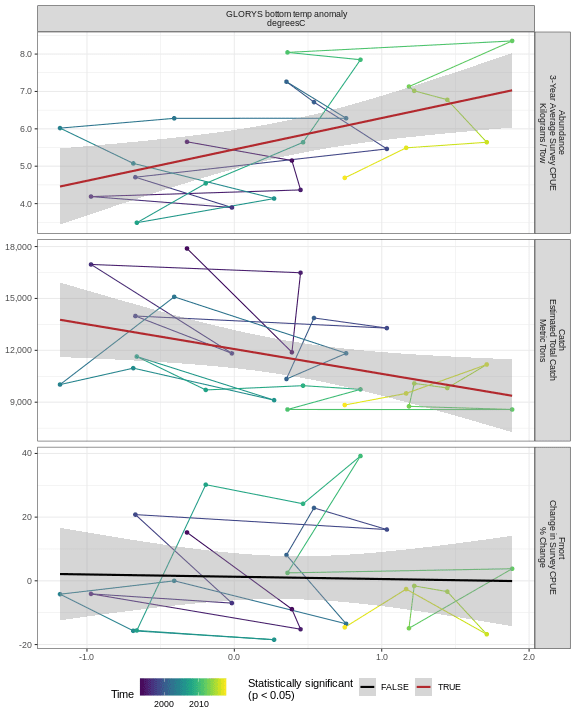 GLORYS bottom temp anomaly
degreesC
8.0
7.0
6.0
5.0
4.0
Abundance
3-Year Average Survey CPUE
Kilograms / Tow
18,000
15,000
12,000
9,000
Catch
Estimated Total Catch
Metric Tons
40
20
0
-20
Fmort
Change in Survey CPUE
% Change
-1.0 0.0 1.0 2.0
Time
2000 2010
Statistically significant
(p < 0.05)
FALSE TRUE